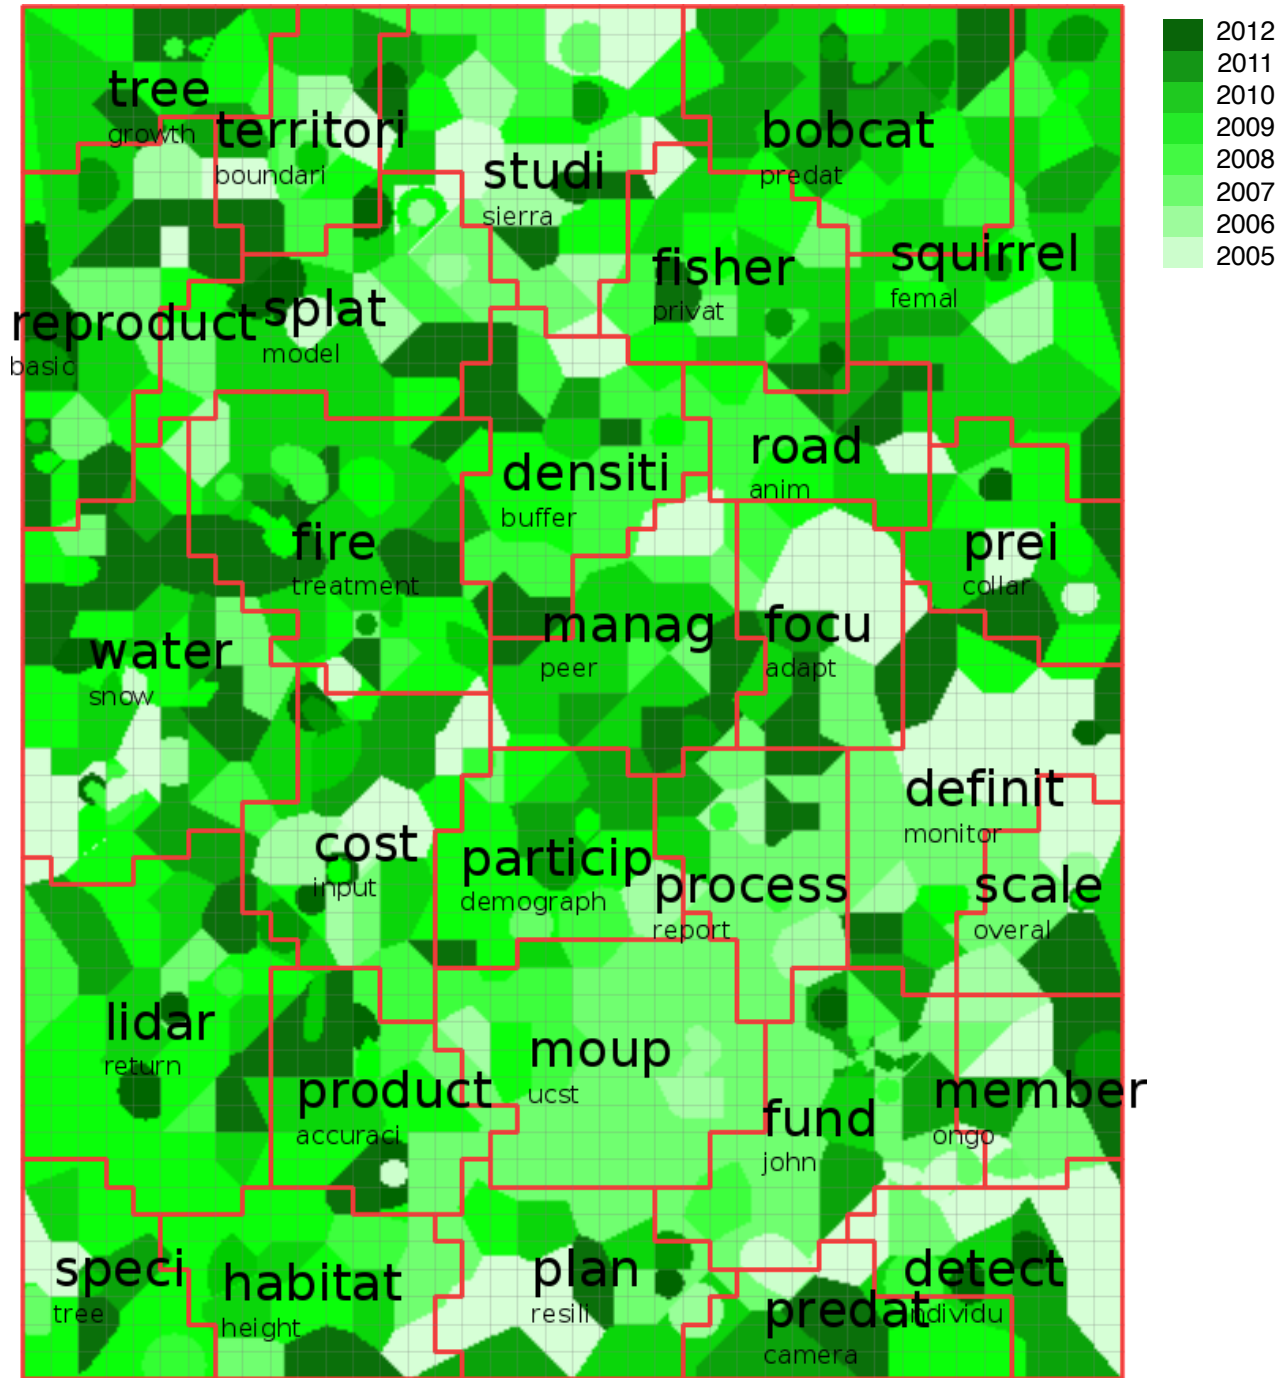 2012
2011
2010
2009
2008
2007
2006
2005
tree
growth
territori
boundari
studi
sierra
bobcat
predat
fisher
privat
squirrel
femal
reproduct
basic
splat
model
densiti
buffer
road
anim
fire
treatment
prei
collar
water
snow
manag
peer
focu
adapt
definit
monitor
cost
input
particip
demograph
process
report
scale
overal
lidar
return
product
accuraci
moup
ucst
fund
john
member
ongo
speci
tree
habitat
height
plan
resili
detect
individu
predat
camera